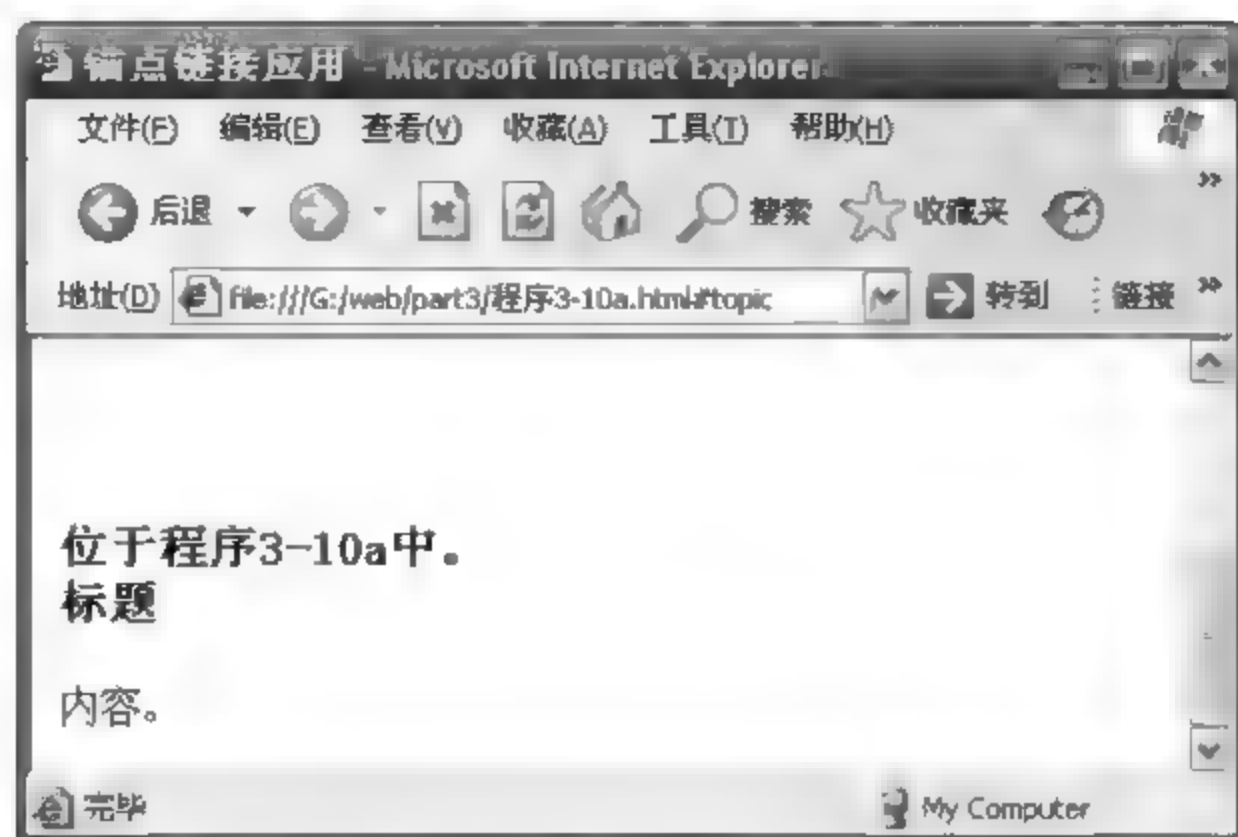 锚点链接应用 - Microsoft Internet Explorer
文件(F) 编辑(E) 查看(V) 收藏(A) 工具(T) 帮助(H)
后退 搜索 收藏夹
地址(D) file:///G:/web/part3/程序3-10a.html#topic 转到 链接
位于程序3-10a中。
标题
内容。
完毕 My Computer